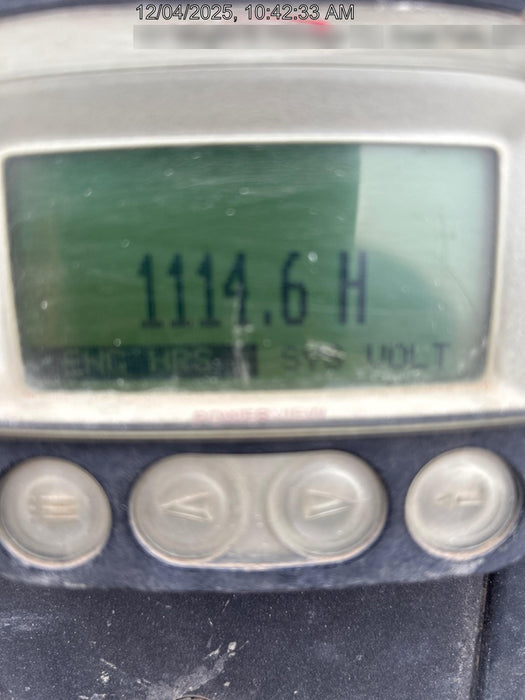 12/04/2025, 10:42:33 AM
1114.6 H
ENG HRS SYS VOLT